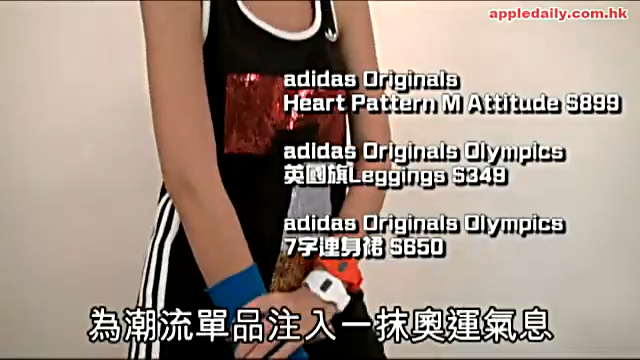 appledaily.com.hk
adidas Originals
Heart Pattern M Attitude $899
adidas Originals Olympics
英國旗Leggings $349
adidas Originals Olympics
7字連身裙 $650
為潮流單品注入一抹奧運氣息